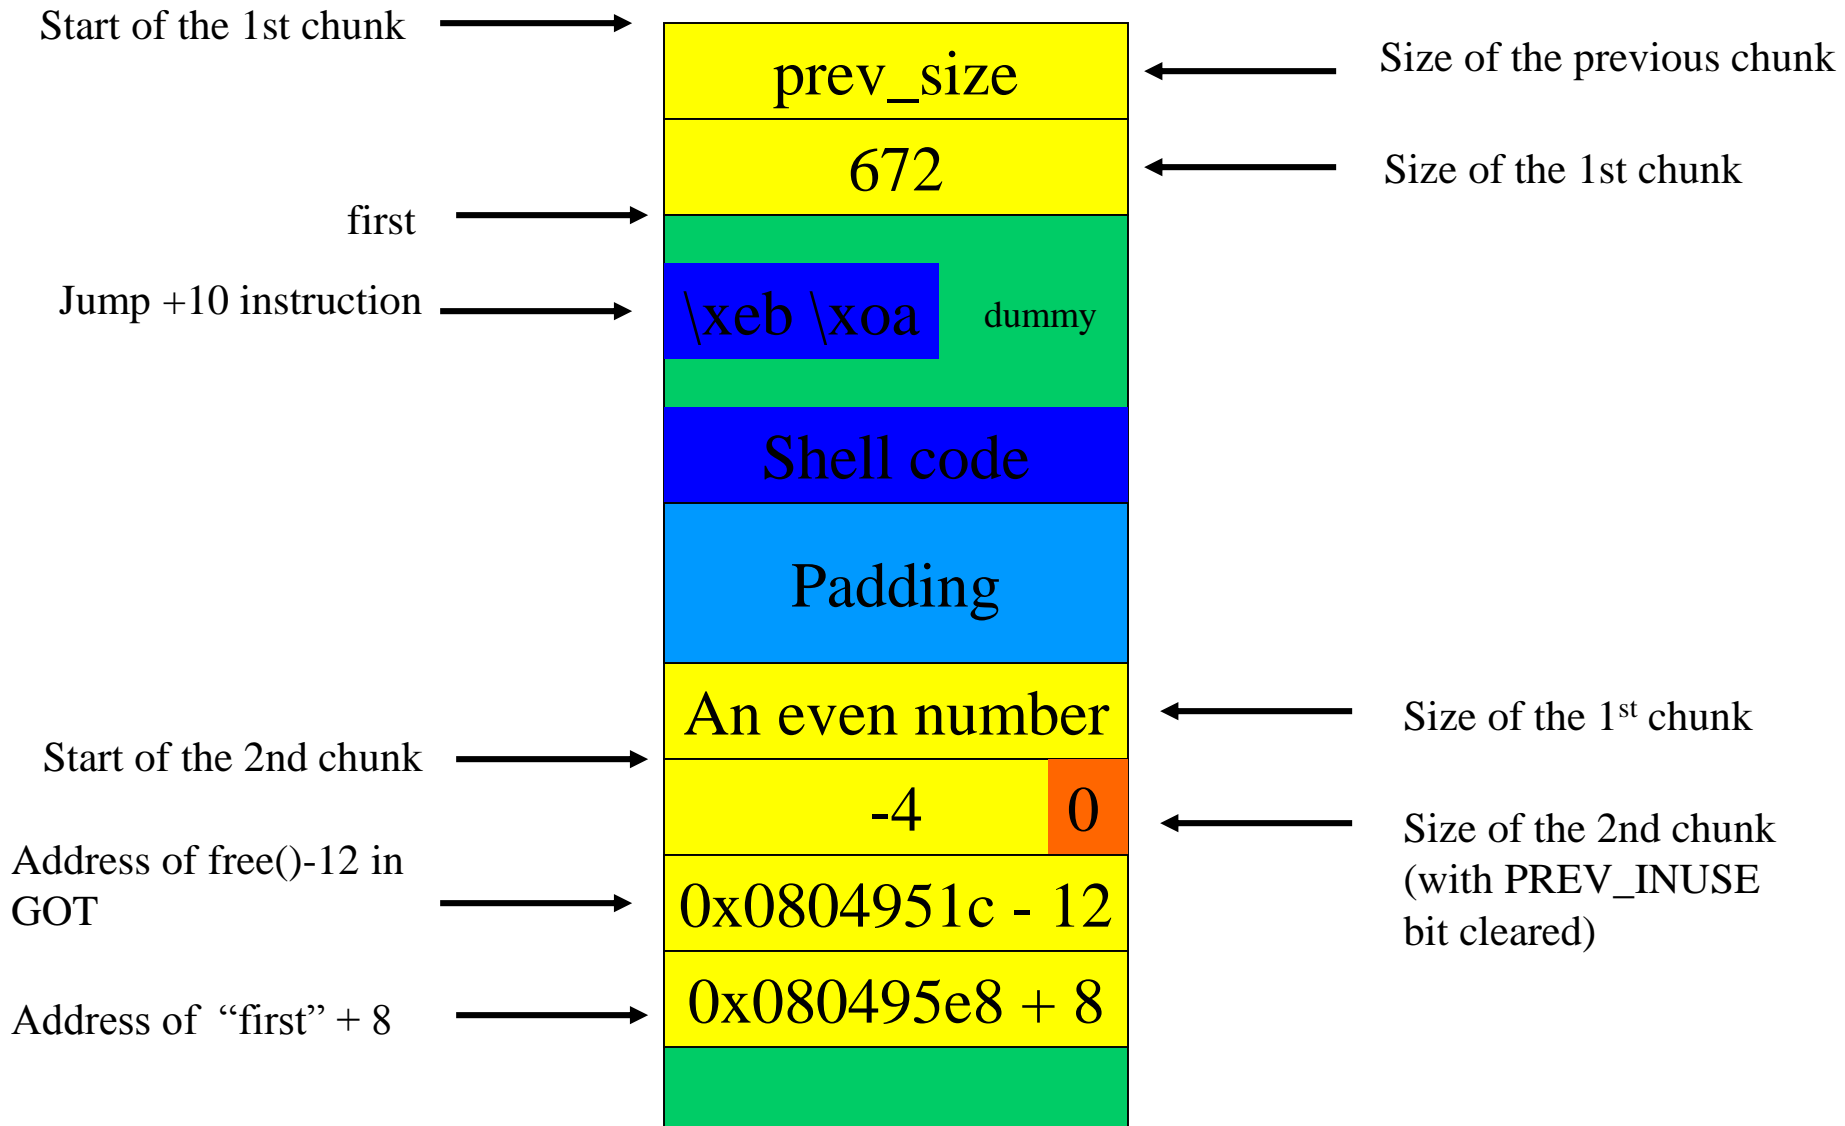 Start of the 1st chunk
prev_size
Size of the previous chunk
672
Size of the 1st chunk
first
Jump +10 instruction
\xeb \xoa
dummy
Shell code
Padding
An even number
Size of the 1st chunk
Start of the 2nd chunk
-4
0
Size of the 2nd chunk
(with PREV_INUSE
bit cleared)
Address of free()-12 in
GOT
0x0804951c - 12
0x080495e8 + 8
Address of “first” + 8